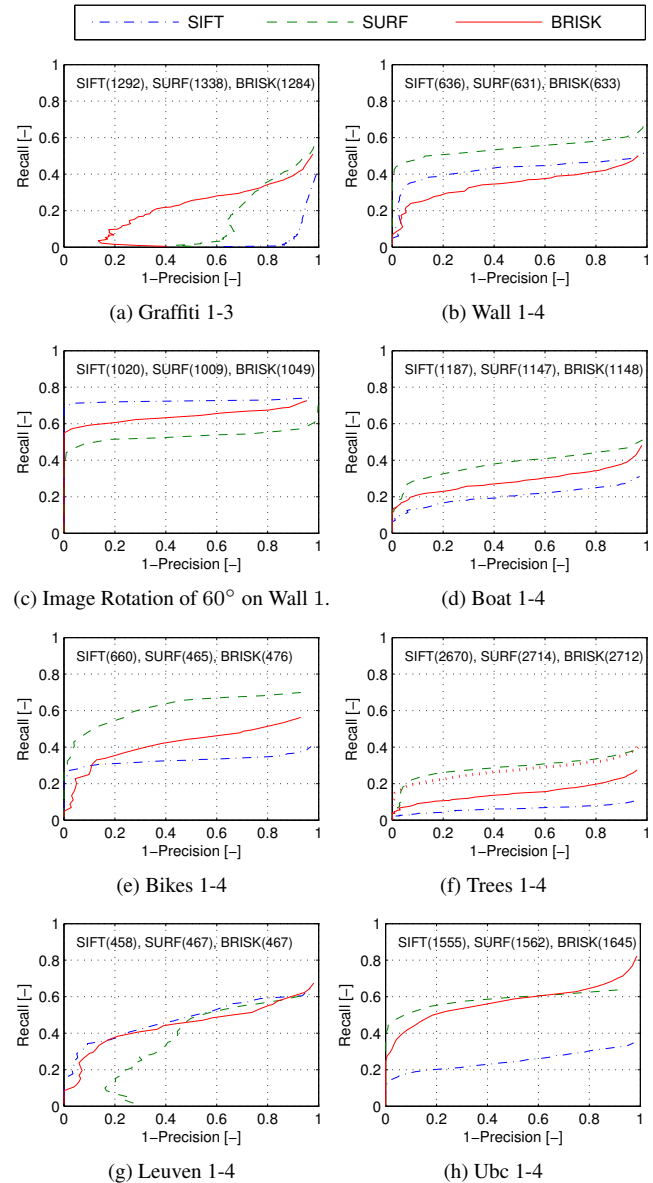 SIFT SURF BRISK
SIFT(1292), SURF(1338), BRISK(1284)
Recall [−]
1
0.8
0.6
0.4
0.2
0
0 0.2 0.4 0.6 0.8 1
1−Precision [−]
(a) Graffiti 1-3
SIFT(636), SURF(631), BRISK(633)
Recall [−]
1
0.8
0.6
0.4
0.2
0
0 0.2 0.4 0.6 0.8 1
1−Precision [−]
(b) Wall 1-4
SIFT(1020), SURF(1009), BRISK(1049)
Recall [−]
1
0.8
0.6
0.4
0.2
0
0 0.2 0.4 0.6 0.8 1
1−Precision [−]
(c) Image Rotation of 60° on Wall 1.
SIFT(1187), SURF(1147), BRISK(1148)
Recall [−]
1
0.8
0.6
0.4
0.2
0
0 0.2 0.4 0.6 0.8 1
1−Precision [−]
(d) Boat 1-4
SIFT(660), SURF(465), BRISK(476)
Recall [−]
1
0.8
0.6
0.4
0.2
0
0 0.2 0.4 0.6 0.8 1
1−Precision [−]
(e) Bikes 1-4
SIFT(2670), SURF(2714), BRISK(2712)
Recall [−]
1
0.8
0.6
0.4
0.2
0
0 0.2 0.4 0.6 0.8 1
1−Precision [−]
(f) Trees 1-4
SIFT(458), SURF(467), BRISK(467)
Recall [−]
1
0.8
0.6
0.4
0.2
0
0 0.2 0.4 0.6 0.8 1
1−Precision [−]
(g) Leuven 1-4
SIFT(1555), SURF(1562), BRISK(1645)
Recall [−]
1
0.8
0.6
0.4
0.2
0
0 0.2 0.4 0.6 0.8 1
1−Precision [−]
(h) Ubc 1-4